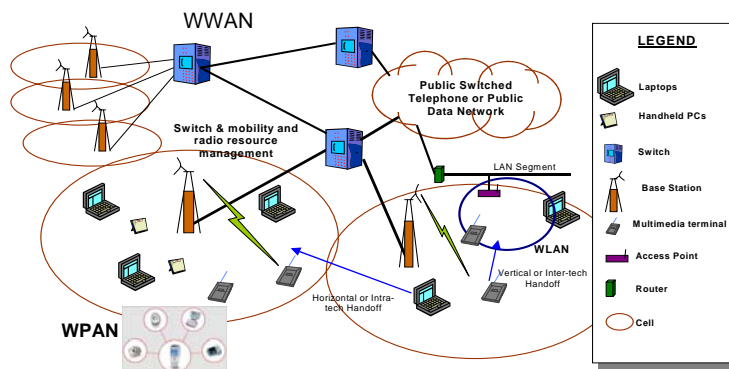 WWAN
Public Switched
Telephone or Public
Data Network
Switch & mobility and
radio resource
management
LAN Segment
WLAN
Vertical or Inter-tech
Handoff
Horizontal or Intra-
tech Handoff
WPAN
LEGEND
Laptops
Handheld PCs
Switch
Base Station
Multimedia terminal
Access Point
Router
Cell